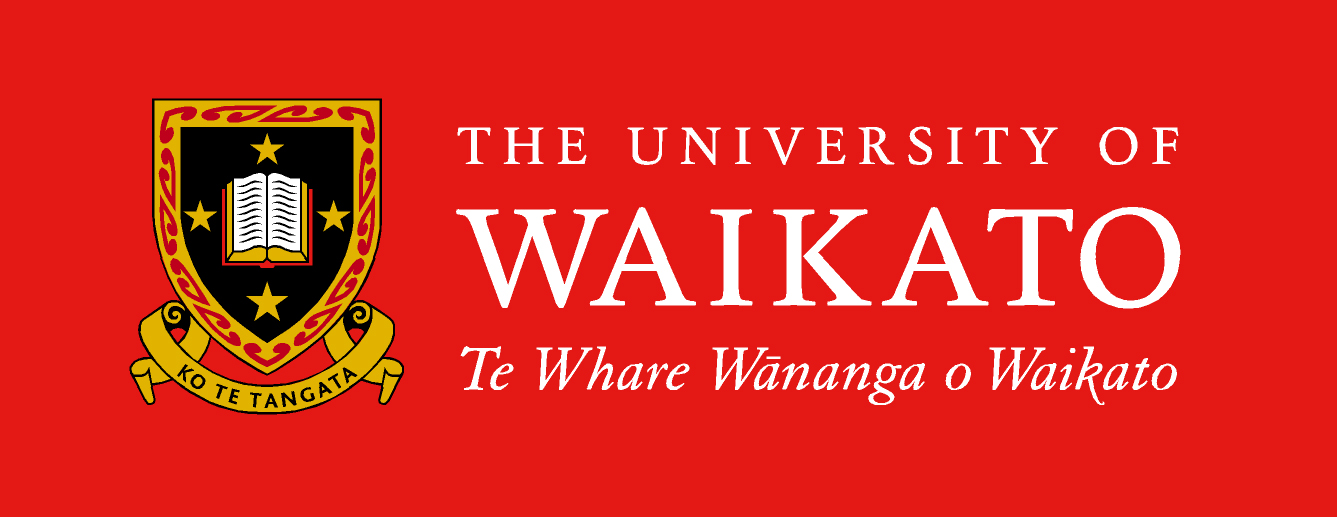 KO TE TANGATA
THE UNIVERSITY OF
WAIKATO
Te Whare Wānanga o Waikato